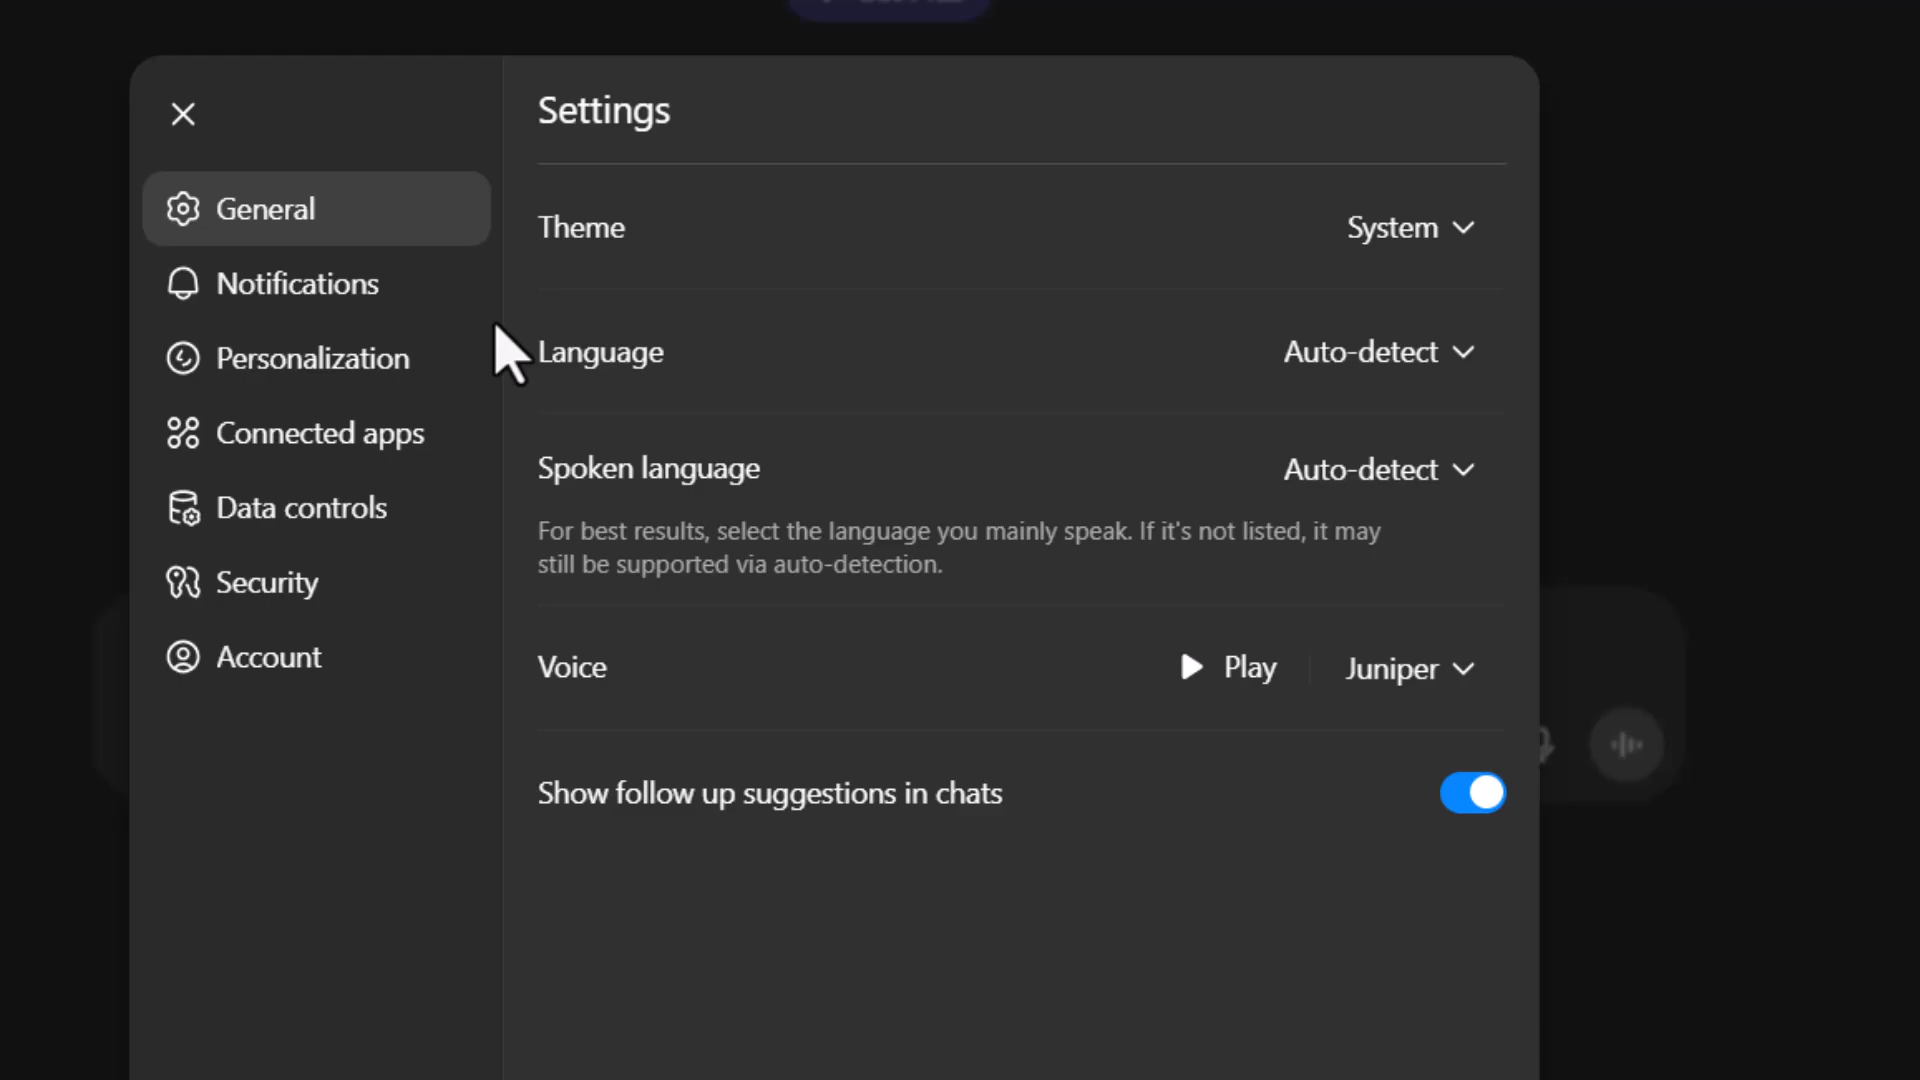 Settings
General
Notifications
Personalization
Connected apps
Data controls
Security
Account
Theme
System
Language
Auto-detect
Spoken language
Auto-detect
For best results, select the language you mainly speak. If it's not listed, it may
still be supported via auto-detection.
Voice
Play
Juniper
Show follow up suggestions in chats